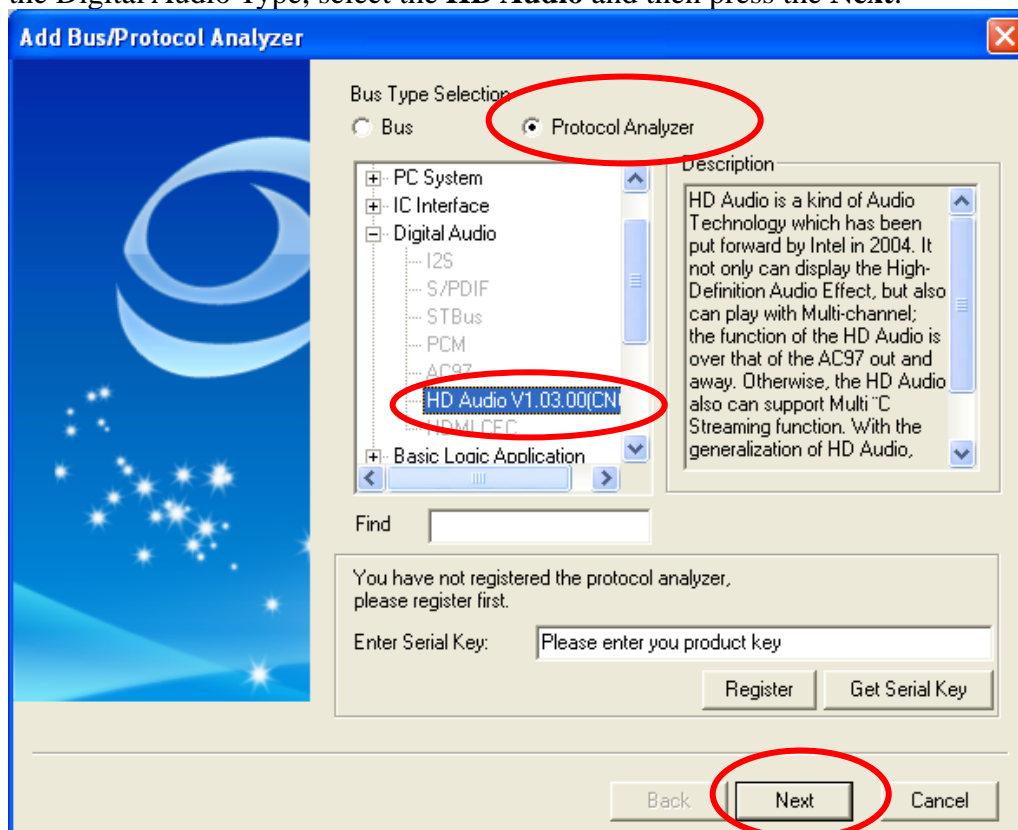 the Digital Audio Type, select the HD Audio and then press the Next.
Add Bus/Protocol Analyzer
Bus Type Selection
Bus
Protocol Analyzer
PC System
IC Interface
Digital Audio
I2S
S/PDIF
STBus
PCM
AC97
HD Audio V1.03.00(CN
HDMI CEC
Basic Logic Application
Description
HD Audio is a kind of Audio
Technology which has been
put forward by Intel in 2004. It
not only can display the High-
Definition Audio Effect, but also
can play with Multi-channel;
the function of the HD Audio is
over that of the AC97 out and
away. Otherwise, the HD Audio
also can support Multi ¨C
Streaming function. With the
generalization of HD Audio,
Find
You have not registered the protocol analyzer,
please register first.
Enter Serial Key:
Please enter you product key
Register
Get Serial Key
Back
Next
Cancel